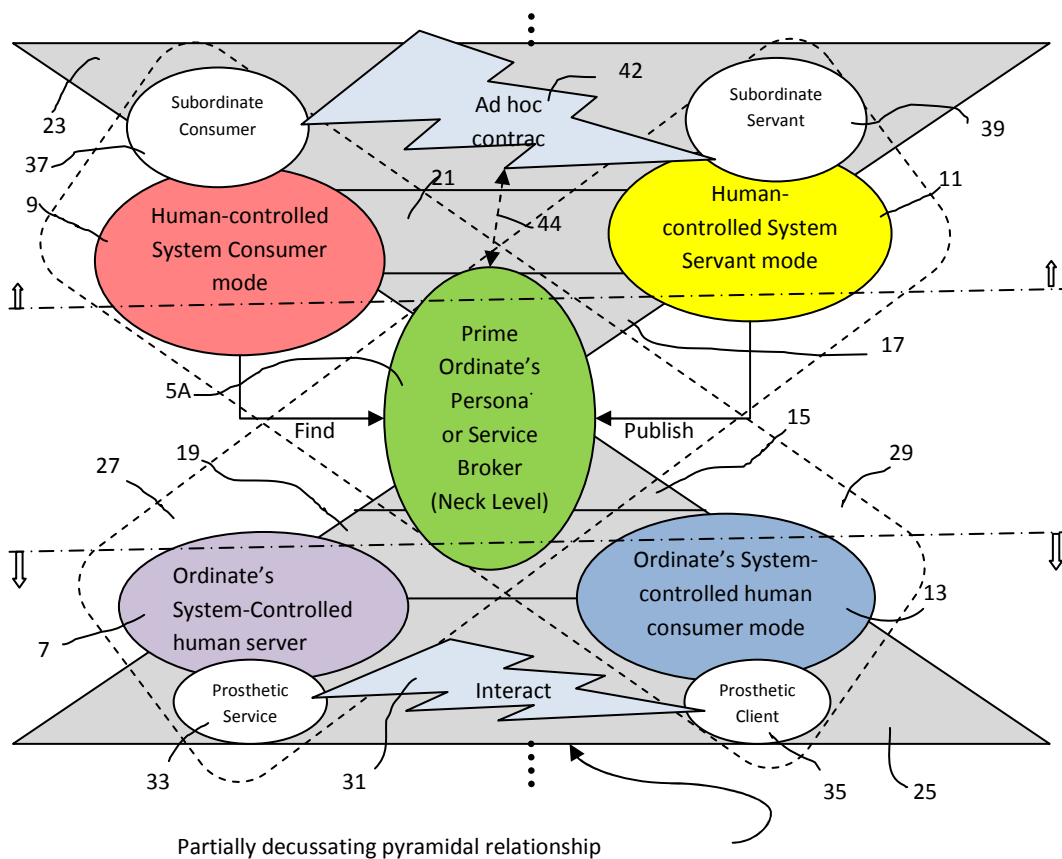 23
Subordinate
Consumer
37
42
Ad hoc
contrac
Subordinate
Servant
39
9
Human-controlled
System Consumer
mode
21
44
Human-
controlled System
Servant mode
11
17
5A
Prime
Ordinate's
Persona
or Service
Broker
(Neck Level)
Find
Publish
15
27
19
29
Ordinate's
System-Controlled
human server
7
Ordinate's System-
controlled human
consumer mode
13
Prosthetic
Service
Interact
Prosthetic
Client
33
31
35
25
Partially decussating pyramidal relationship